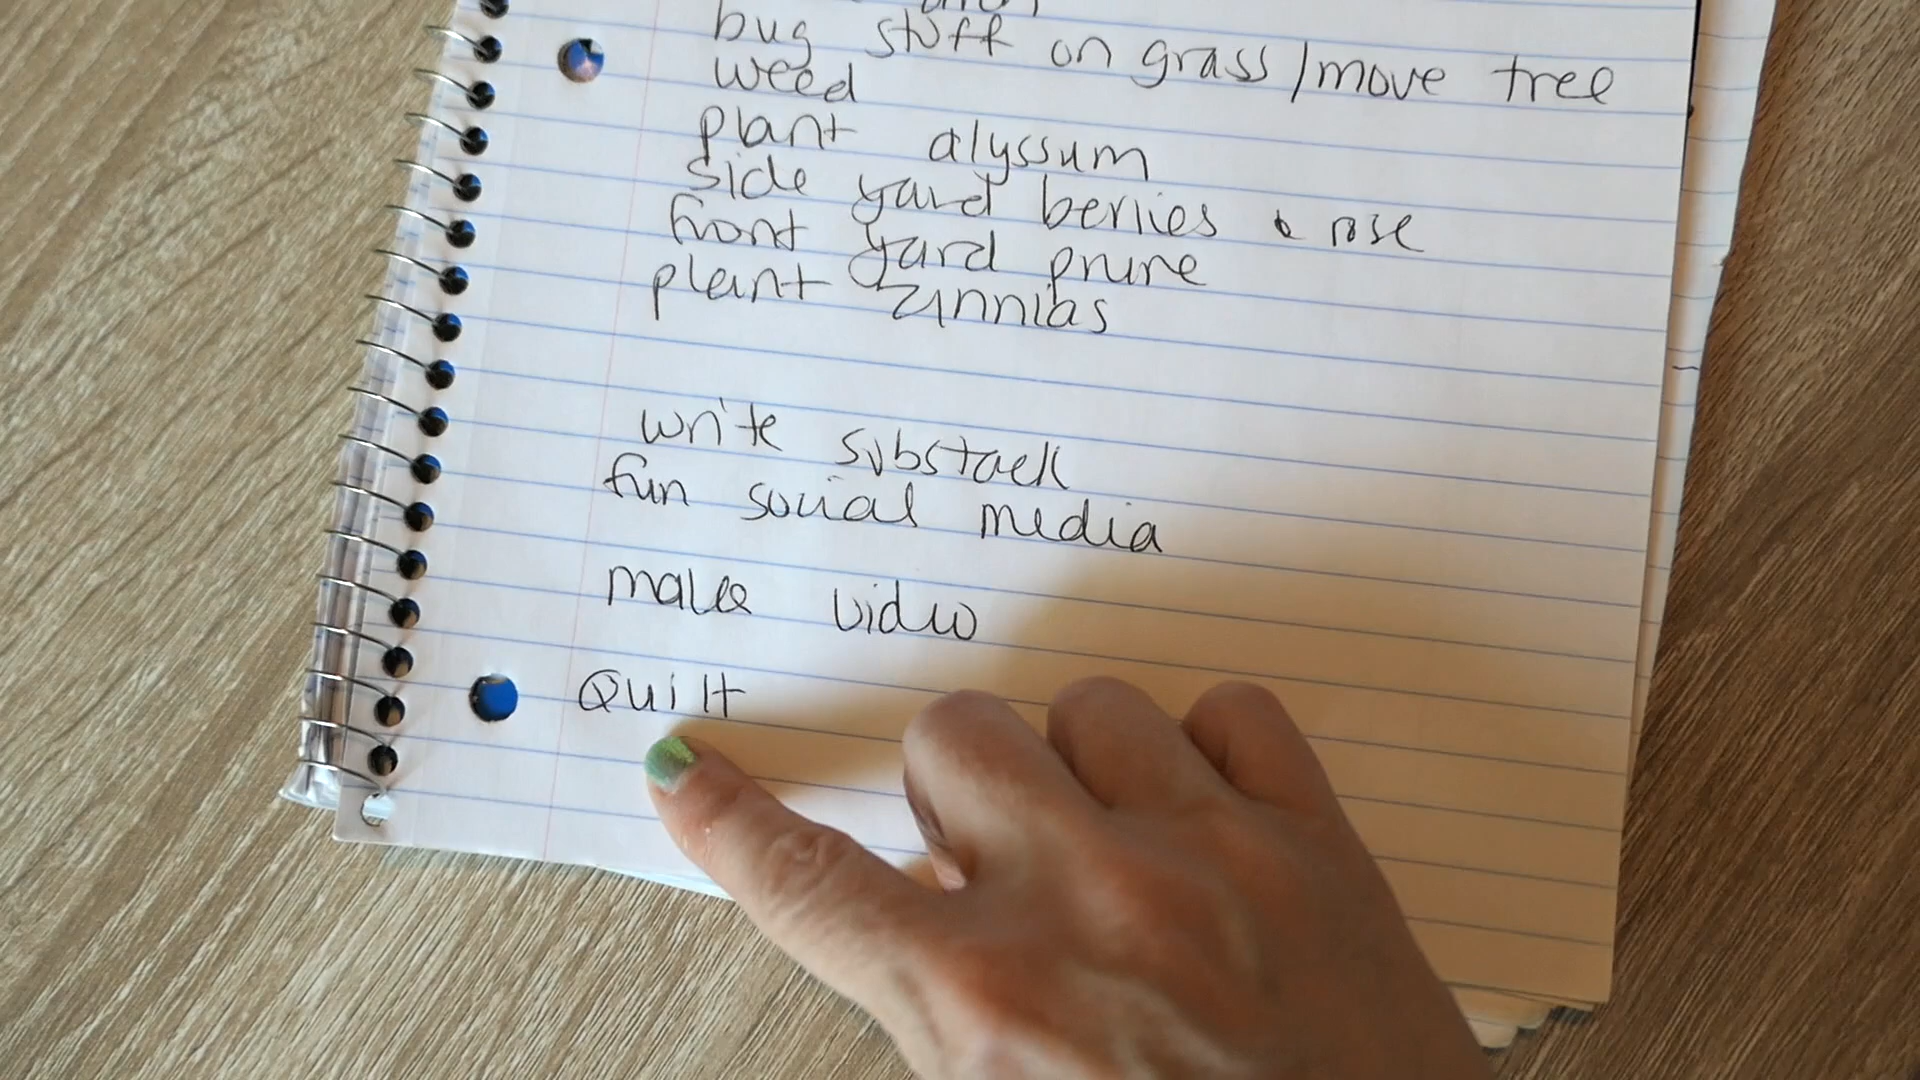 bug stuff on grass/move tree
weed
plant alyssum
side yard berries & rose
front yard prune
plant zinnias
write substack
fun social media
make video
Quilt